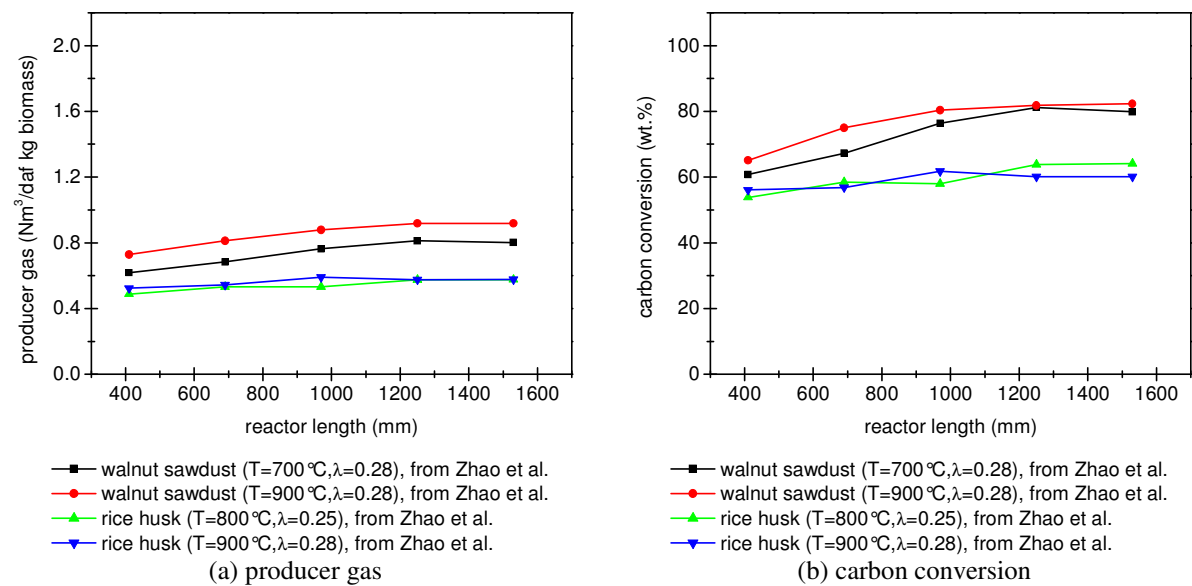 2.0
1.6
1.2
0.8
0.4
0.0
producer gas (Nm³/daf kg biomass)
400 600 800 1000 1200 1400 1600
reactor length (mm)
walnut sawdust (T=700°C,λ=0.28), from Zhao et al.
walnut sawdust (T=900°C,λ=0.28), from Zhao et al.
rice husk (T=800°C,λ=0.25), from Zhao et al.
rice husk (T=900°C,λ=0.28), from Zhao et al.
(a) producer gas
100
80
60
40
20
0
carbon conversion (wt.%)
400 600 800 1000 1200 1400 1600
reactor length (mm)
walnut sawdust (T=700°C,λ=0.28), from Zhao et al.
walnut sawdust (T=900°C,λ=0.28), from Zhao et al.
rice husk (T=800°C,λ=0.25), from Zhao et al.
rice husk (T=900°C,λ=0.28), from Zhao et al.
(b) carbon conversion